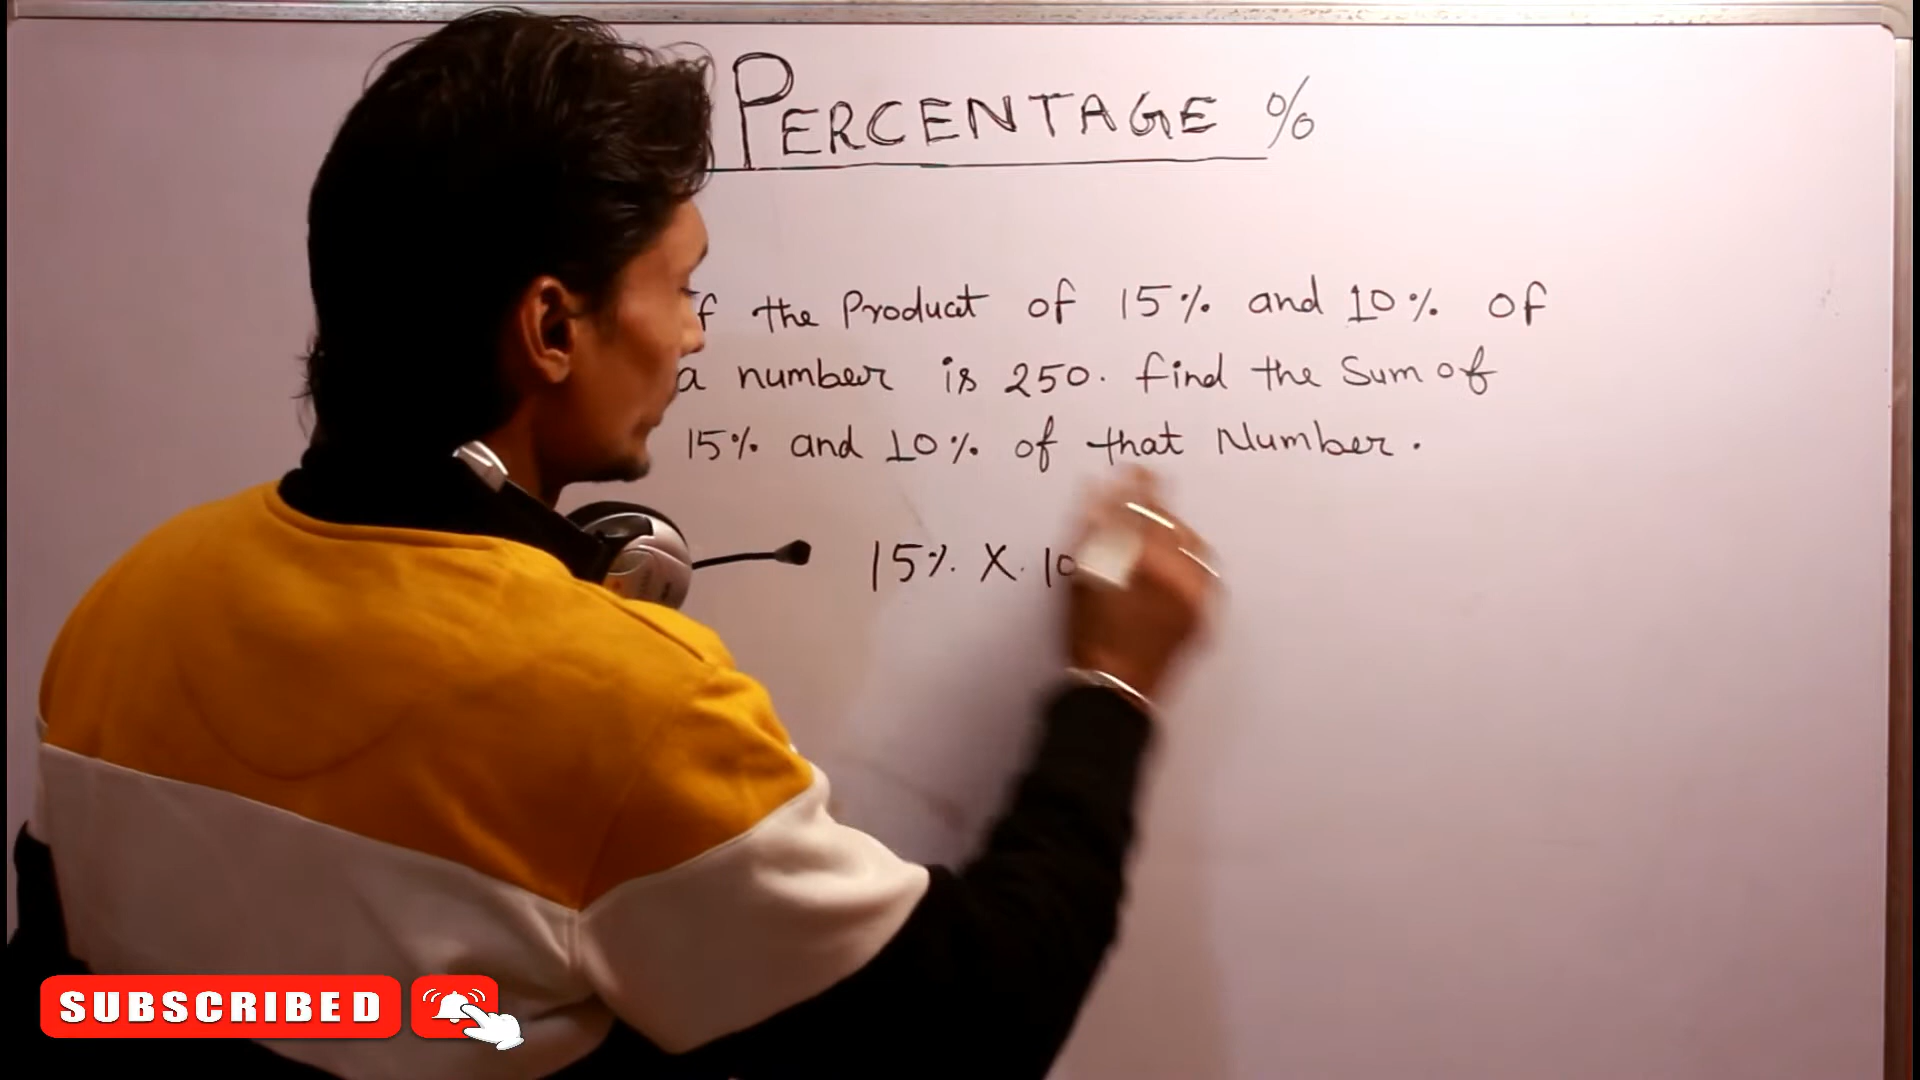 PERCENTAGE %
f the Product of 15% and 10% of
a number is 250. find the Sum of
15% and 10% of that Number.
15% X 10
SUBSCRIBED